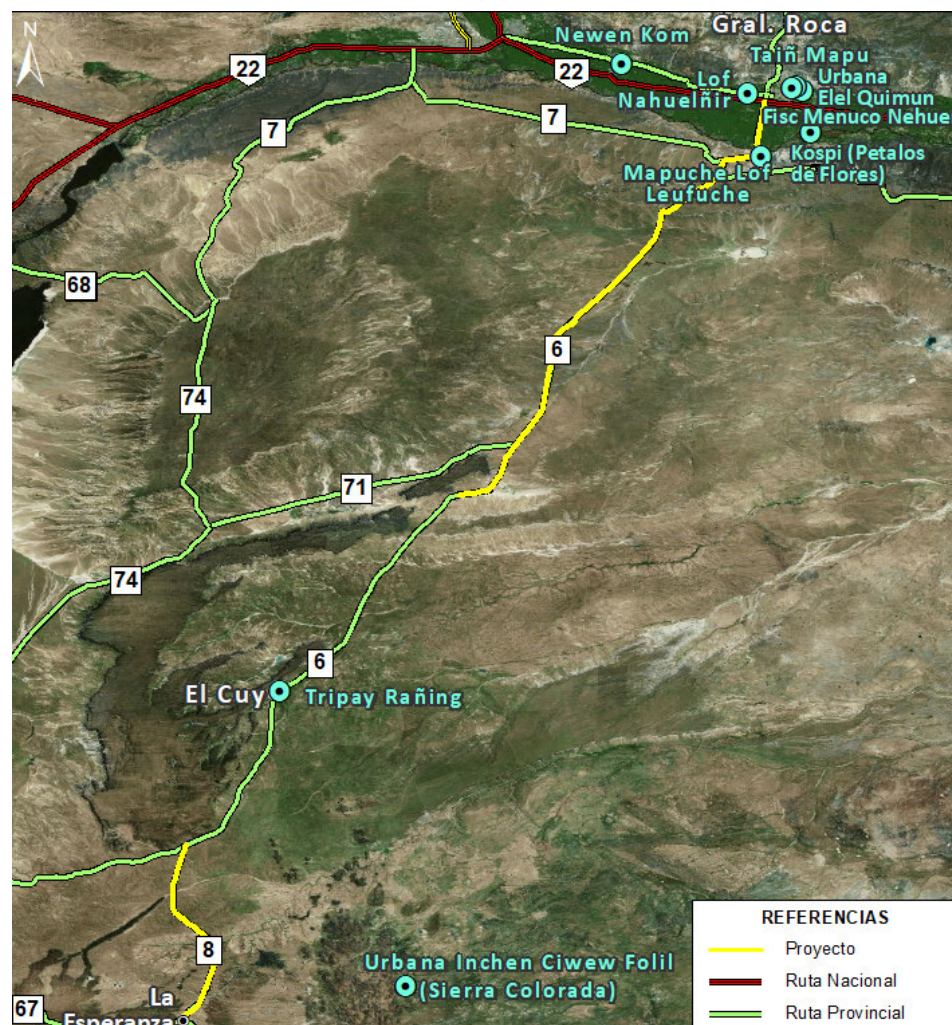 N
Gral. Roca
Newen Kom
Taiñ Mapu
22
22
Lof
Nahuelñir
Urbana
Elel Quimun
Fisc Menuco Nehue
7
7
Kospi (Petalos
de Flores)
Mapuche Lof
Leufuche
68
6
74
71
74
6
El Cuy
Tripay Rañing
8
Urbana Inchen Ciwew Folil
(Sierra Colorada)
67
La
Esperanza
REFERENCIAS
Proyecto
Ruta Nacional
Ruta Provincial